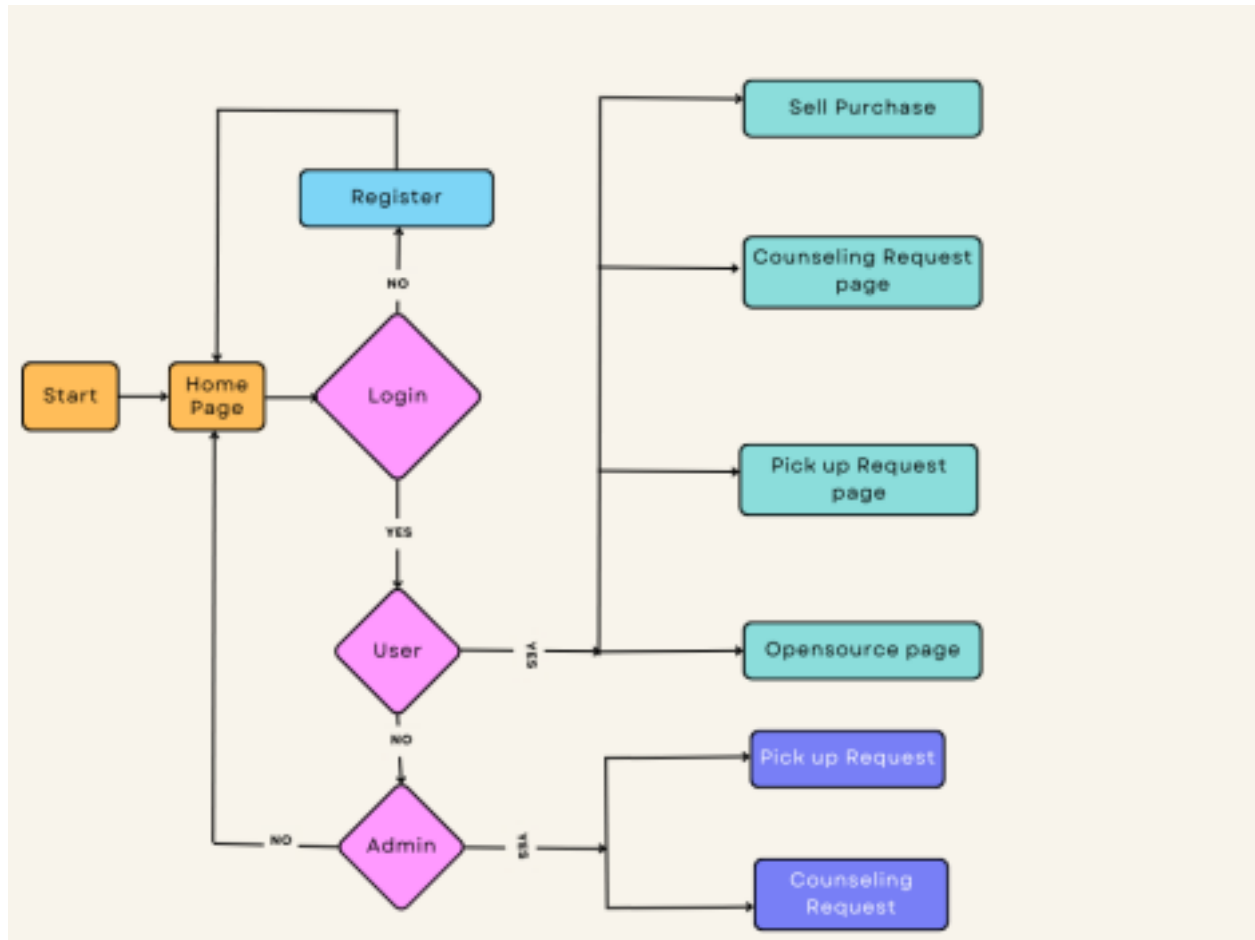 Sell Purchase
Register
Counseling Request
page
NO
Start
Home
Page
Login
Pick up Request
page
YES
User
YES
Opensource page
NO
Pick up Request
Admin
NO
YES
Counseling
Request